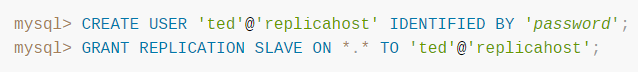 mysql> CREATE USER 'ted'@'replicahost' IDENTIFIED BY 'password';
mysql> GRANT REPLICATION SLAVE ON *.* TO 'ted'@'replicahost';